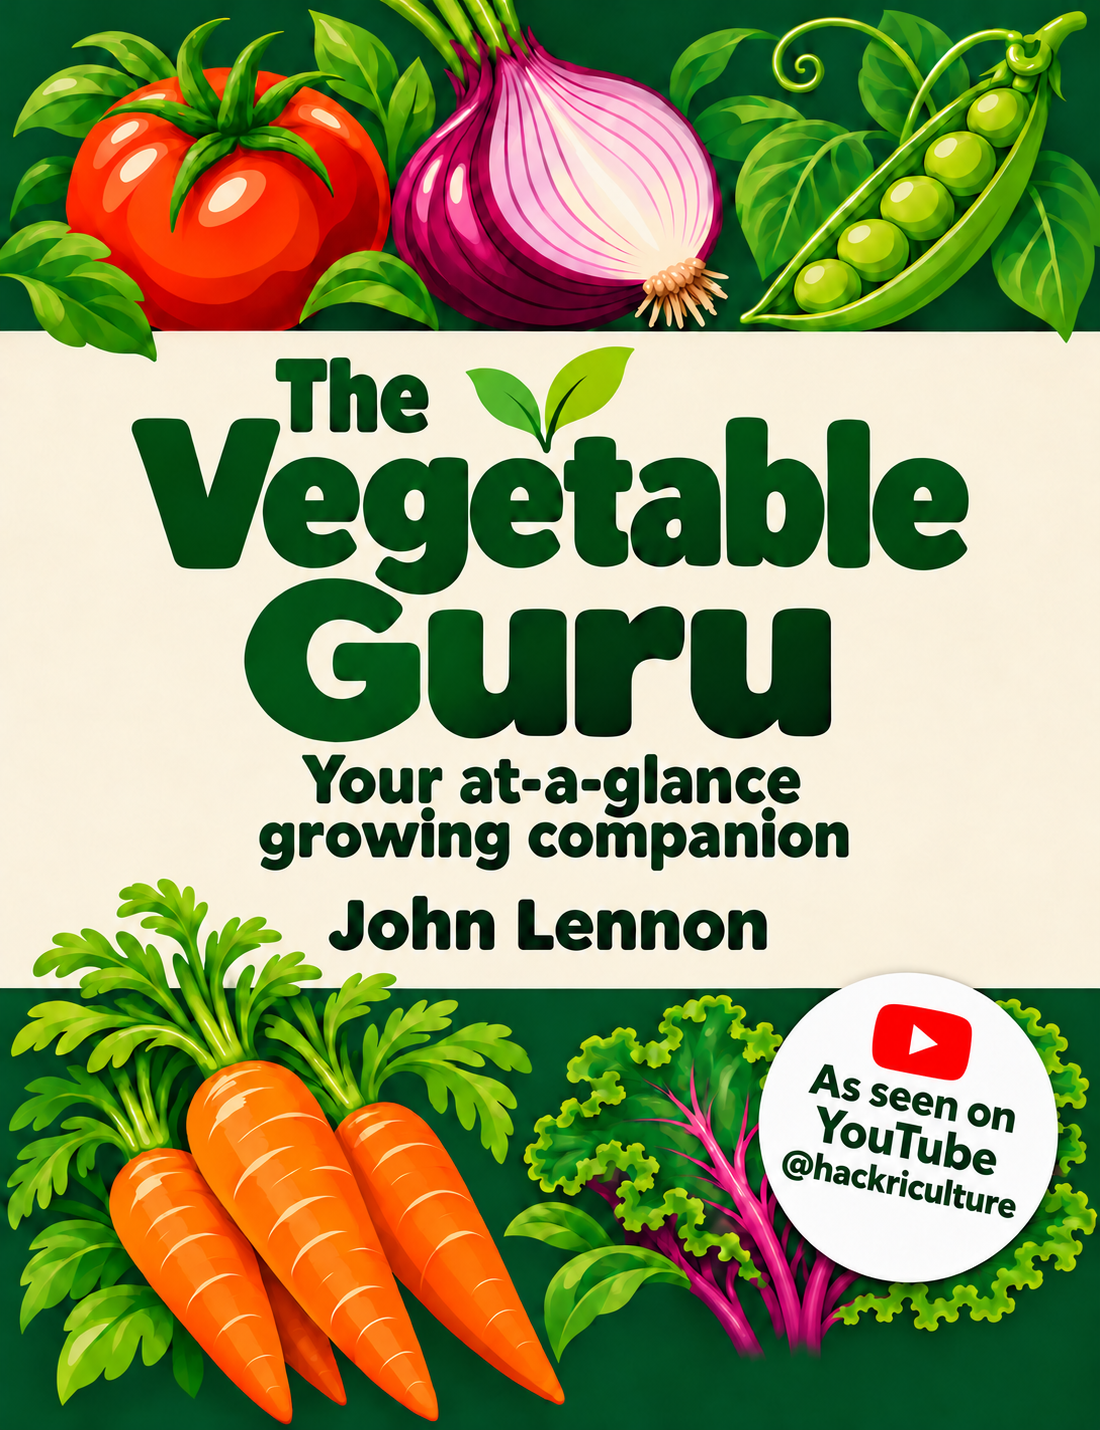 The
Vegetable
Guru
Your at-a-glance
growing companion
John Lennon
As seen on
YouTube
@hackriculture